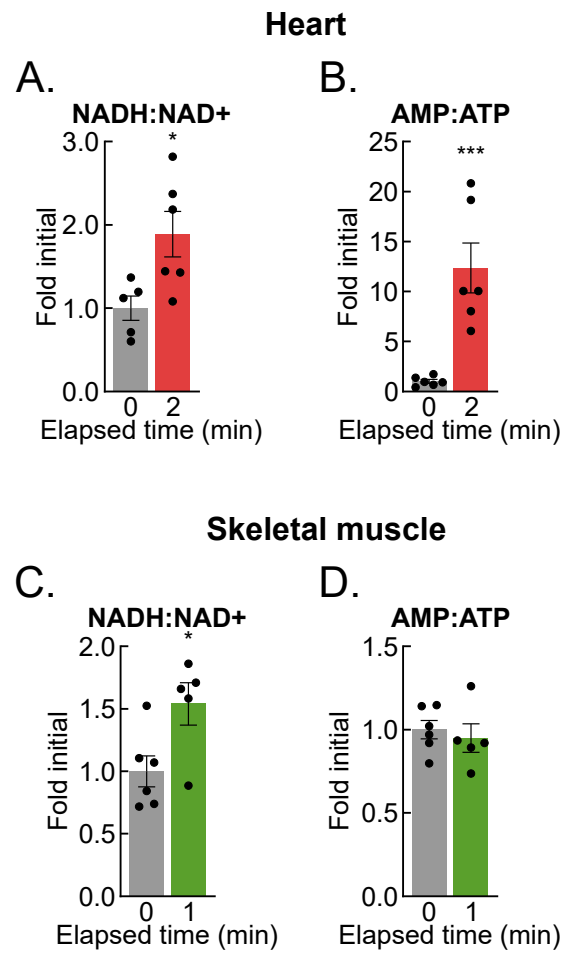 Heart
A.
B.
NADH:NAD+
AMP:ATP
*
***
3.0
2.0
1.0
0.0
Fold initial
0 2
Elapsed time (min)
25
20
15
10
5
0
Fold initial
0 2
Elapsed time (min)
Skeletal muscle
C.
D.
NADH:NAD+
AMP:ATP
*
2.0
1.5
1.0
0.5
0.0
Fold initial
0 1
Elapsed time (min)
1.5
1.0
0.5
0.0
Fold initial
0 1
Elapsed time (min)